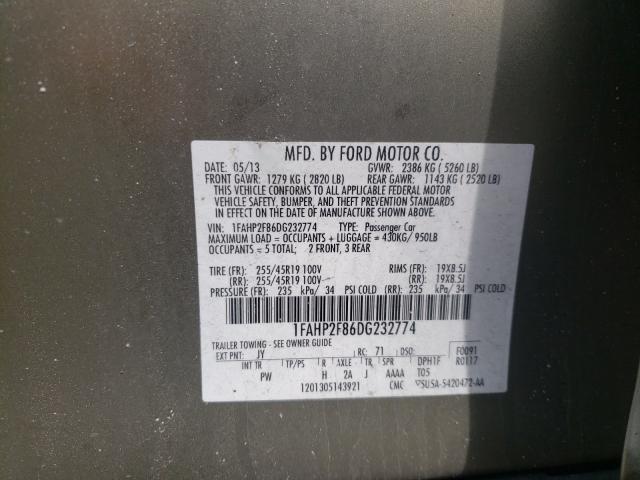 MFD. BY FORD MOTOR CO.
DATE: 05/13 GVWR: 2386 KG ( 5260 LB)
FRONT GAWR: 1279 KG ( 2820 LB) REAR GAWR: 1143 KG ( 2520 LB)
THIS VEHICLE CONFORMS TO ALL APPLICABLE FEDERAL MOTOR
VEHICLE SAFETY, BUMPER, AND THEFT PREVENTION STANDARDS
IN EFFECT ON THE DATE OF MANUFACTURE SHOWN ABOVE.
VIN: 1FAHP2F86DG232774 TYPE: Passenger Car
MAXIMUM LOAD = OCCUPANTS + LUGGAGE = 430KG/ 950LB
OCCUPANTS = 5 TOTAL; 2 FRONT, 3 REAR
TIRE (FR): 255/45R19 100V RIMS (FR): 19X8.5J
(RR): 255/45R19 100V (RR): 19X8.5J
PRESSURE (FR): 235 kPa/ 34 PSI COLD (RR): 235 kPa/ 34 PSI COLD
1FAHP2F86DG232774
TRAILER TOWING - SEE OWNER GUIDE
EXT PNT: JY RC: 71 DSO: F0091
INT TR TP/PS R AXLE TR SPR DPH1F R0117
PW H 2A J AAAA T05
1201305143921 CMC SU5A-5420472-AA